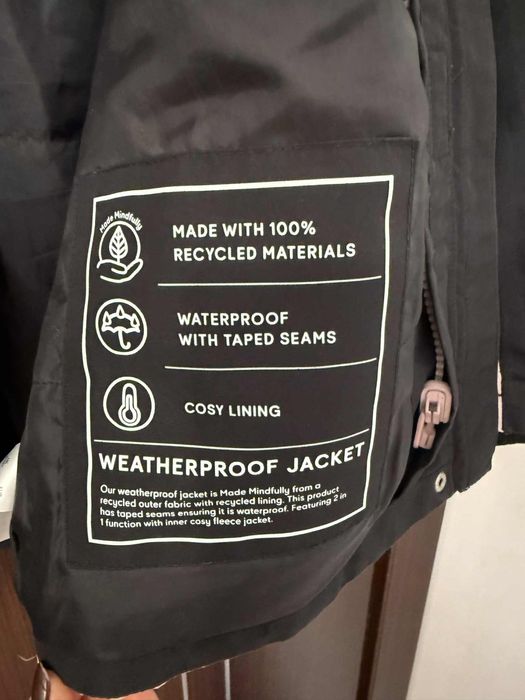 Made Mindfully
MADE WITH 100%
RECYCLED MATERIALS
WATERPROOF
WITH TAPED SEAMS
COSY LINING
WEATHERPROOF JACKET
Our weatherproof jacket is Made Mindfully from a
recycled outer fabric with recycled lining. This product
has taped seams ensuring it is waterproof. Featuring 2 in
1 function with inner cosy fleece jacket.